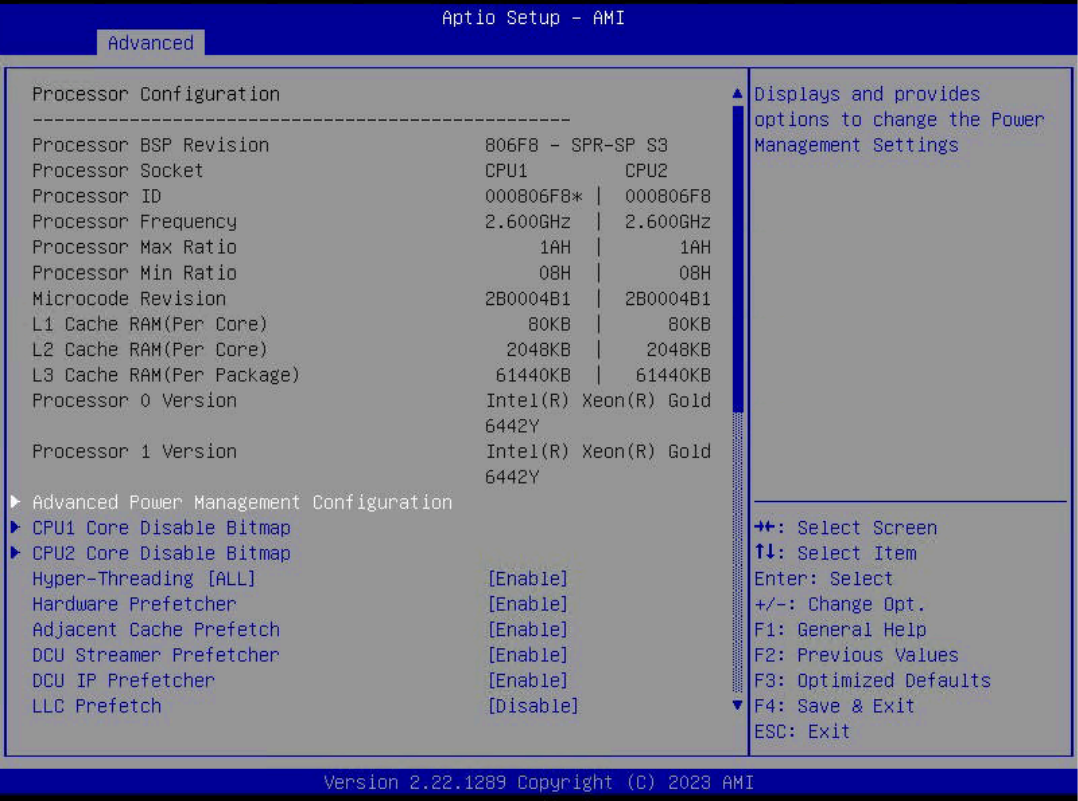 Aptio Setup - AMI
Advanced
Processor Configuration
--------------------------------------------------
Processor BSP Revision 806F8 - SPR-SP S3
Processor Socket CPU1 CPU2
Processor ID 000806F8* | 000806F8
Processor Frequency 2.600GHz | 2.600GHz
Processor Max Ratio 1AH | 1AH
Processor Min Ratio 08H | 08H
Microcode Revision 2B0004B1 | 2B0004B1
L1 Cache RAM(Per Core) 80KB | 80KB
L2 Cache RAM(Per Core) 2048KB | 2048KB
L3 Cache RAM(Per Package) 61440KB | 61440KB
Processor 0 Version Intel(R) Xeon(R) Gold
6442Y
Processor 1 Version Intel(R) Xeon(R) Gold
6442Y
Advanced Power Management Configuration
CPU1 Core Disable Bitmap
CPU2 Core Disable Bitmap
Hyper-Threading [ALL] [Enable]
Hardware Prefetcher [Enable]
Adjacent Cache Prefetch [Enable]
DCU Streamer Prefetcher [Enable]
DCU IP Prefetcher [Enable]
LLC Prefetch [Disable]
Displays and provides
options to change the Power
Management Settings
→←: Select Screen
↑↓: Select Item
Enter: Select
+/-: Change Opt.
F1: General Help
F2: Previous Values
F3: Optimized Defaults
F4: Save & Exit
ESC: Exit
Version 2.22.1289 Copyright (C) 2023 AMI